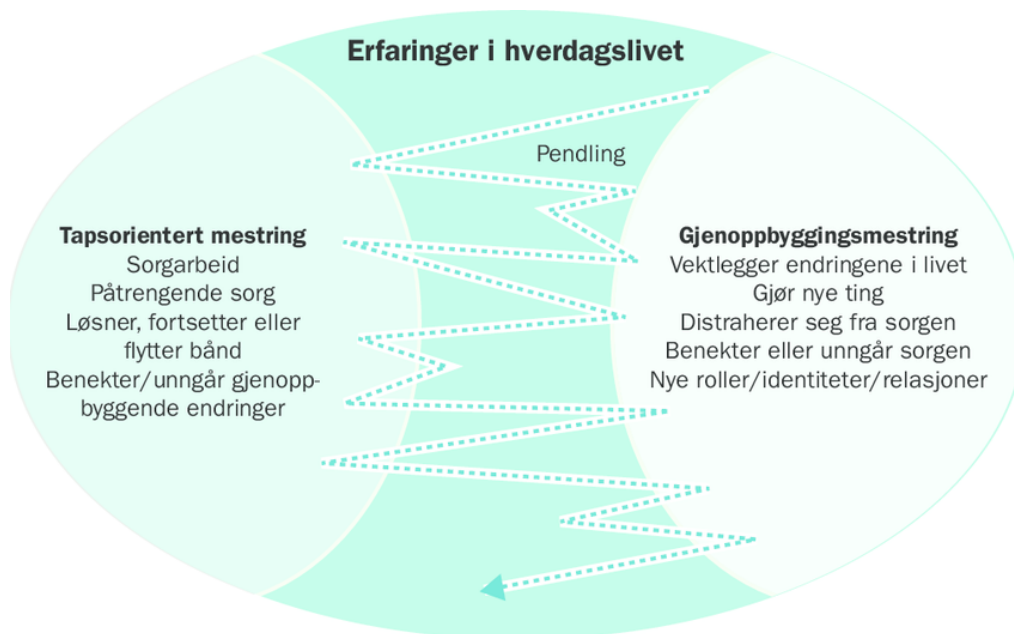 Erfaringer i hverdagslivet
Pendling
Tapsorientert mestring
Sorgarbeid
Påtrengende sorg
Løsner, fortsetter eller
flytter bånd
Benekter/unngår gjenopp-
byggende endringer
Gjenoppbyggingsmestring
Vektlegger endringene i livet
Gjør nye ting
Distraherer seg fra sorgen
Benekter eller unngår sorgen
Nye roller/identiteter/relasjoner